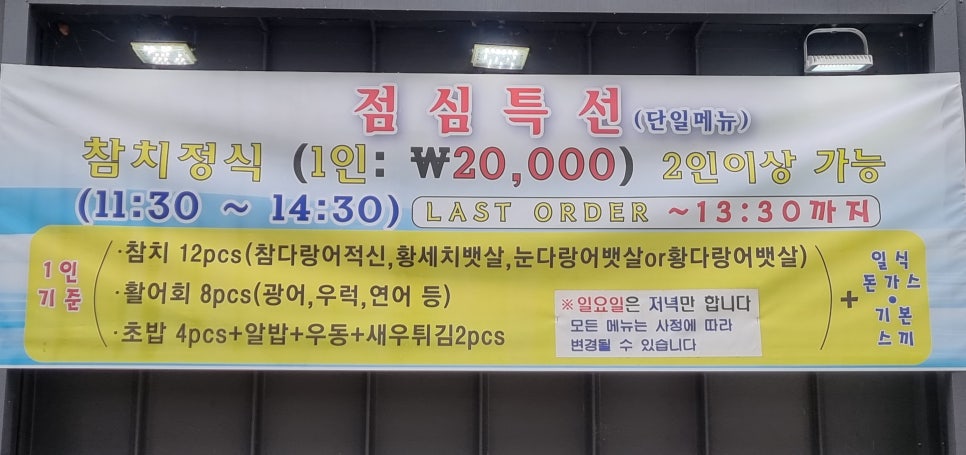 점심특선(단일메뉴)
참치정식 (1인: ₩20,000) 2인이상 가능
(11:30 ~ 14:30) LAST ORDER ~13:30까지
1인
기준
·참치 12pcs(참다랑어적신,황세치뱃살,눈다랑어뱃살or황다랑어뱃살)
·활어회 8pcs(광어,우럭,연어 등)
·초밥 4pcs+알밥+우동+새우튀김2pcs
※일요일은 저녁만 합니다
모든 메뉴는 사정에 따라
변경될 수 있습니다
+
일식
돈가스
•
기본
스끼